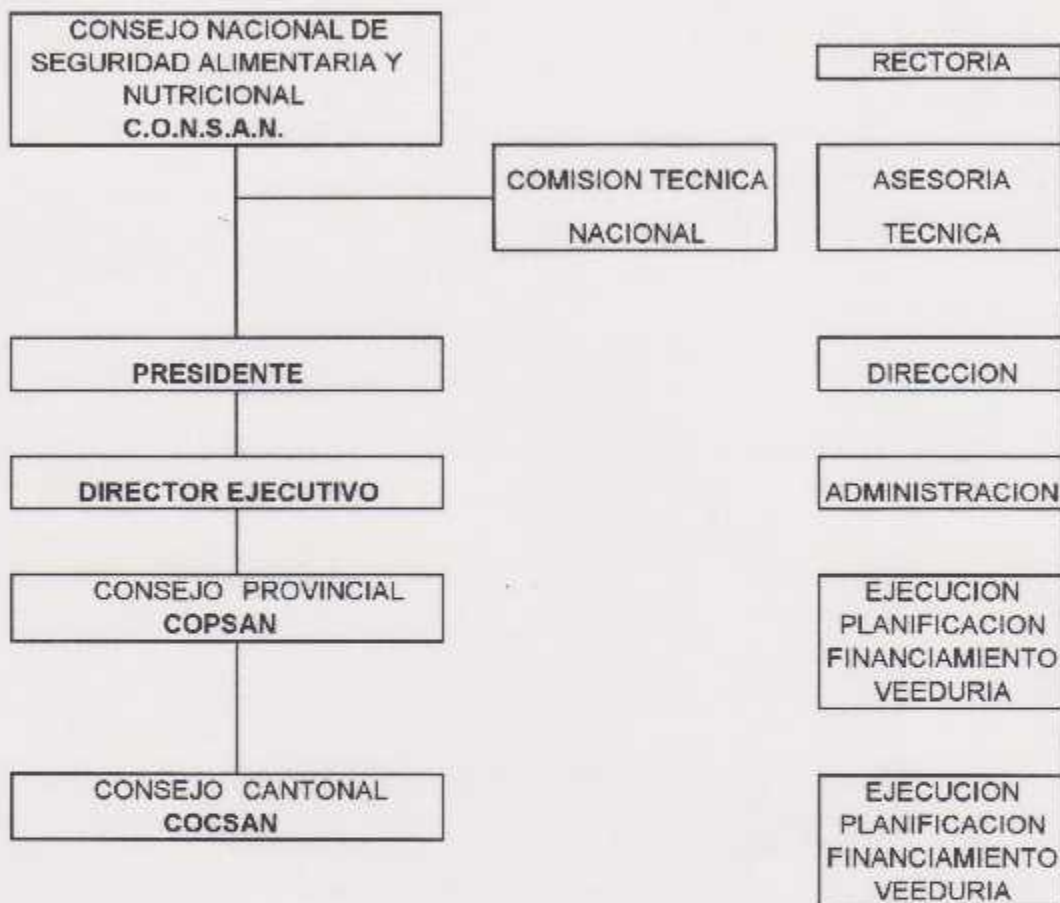 CONSEJO NACIONAL DE
SEGURIDAD ALIMENTARIA Y
NUTRICIONAL
C.O.N.S.A.N.
RECTORIA
COMISION TECNICA
NACIONAL
ASESORIA
TECNICA
PRESIDENTE
DIRECCION
DIRECTOR EJECUTIVO
ADMINISTRACION
CONSEJO PROVINCIAL
COPSAN
EJECUCION
PLANIFICACION
FINANCIAMIENTO
VEEDURIA
CONSEJO CANTONAL
COCSAN
EJECUCION
PLANIFICACION
FINANCIAMIENTO
VEEDURIA